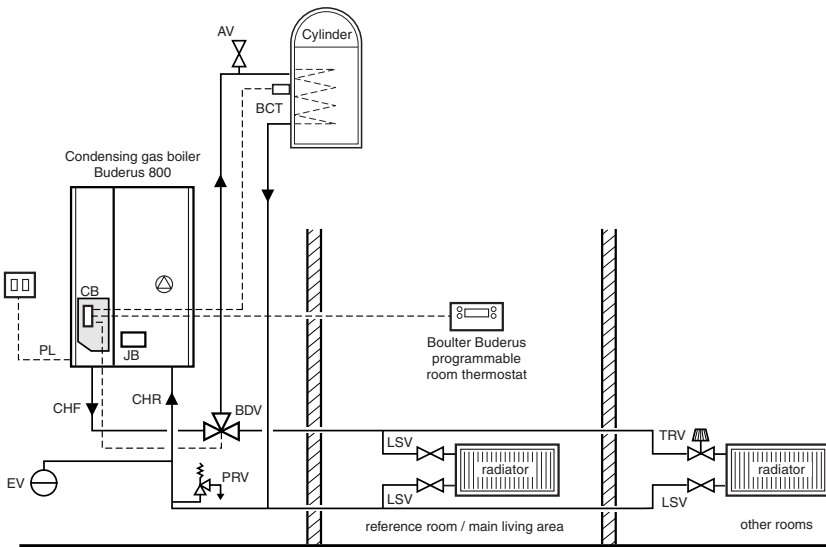 AV
Cylinder
BCT
Condensing gas boiler
Buderus 800
CB
JB
PL
Boulter Buderus
programmable
room thermostat
CHF
CHR
BDV
LSV
radiator
TRV
radiator
EV
PRV
LSV
LSV
reference room / main living area
other rooms